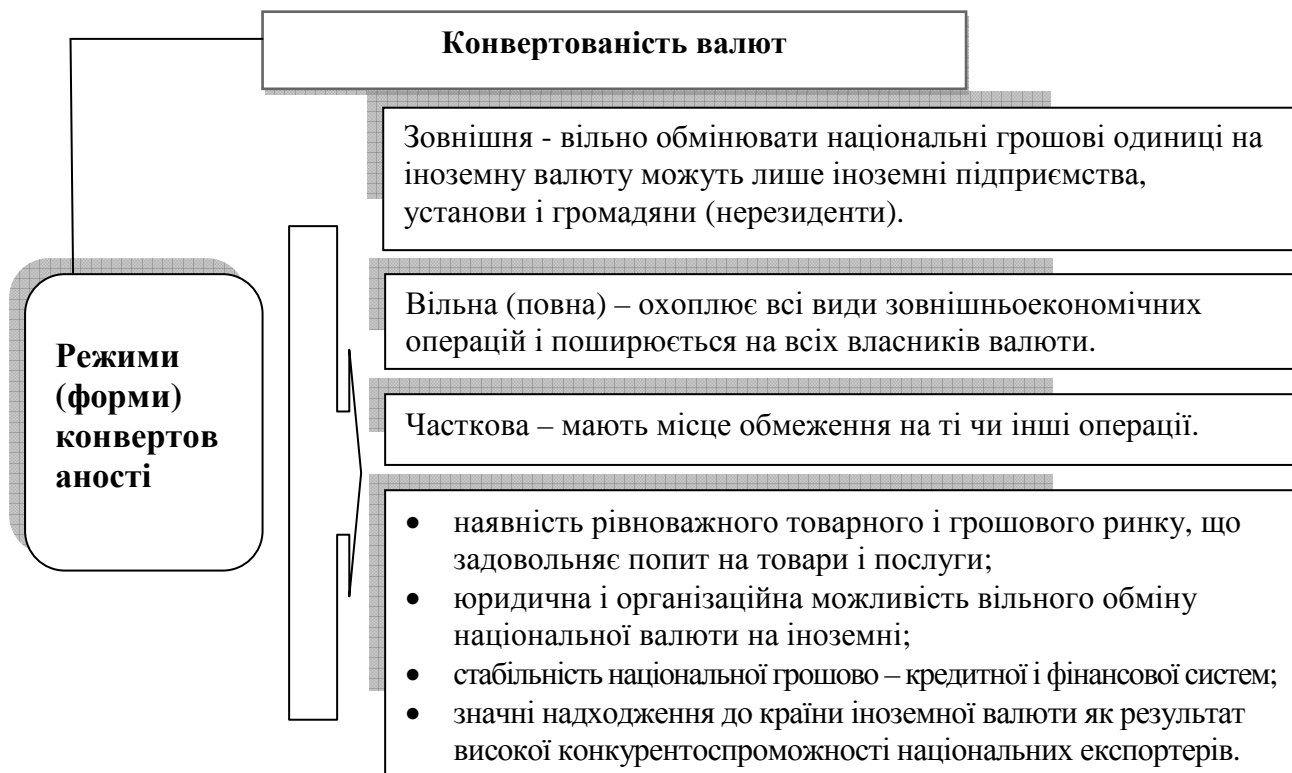 Конвертованість валют
Зовнішня - вільно обмінювати національні грошові одиниці на
іноземну валюту можуть лише іноземні підприємства,
установи і громадяни (нерезиденти).
Режими
(форми)
конвертов
аності
Вільна (повна) – охоплює всі види зовнішньоекономічних
операцій і поширюється на всіх власників валюти.
Часткова – мають місце обмеження на ті чи інші операції.
• наявність рівноважного товарного і грошового ринку, що
задовольняє попит на товари і послуги;
• юридична і організаційна можливість вільного обміну
національної валюти на іноземні;
• стабільність національної грошово – кредитної і фінансової систем;
• значні надходження до країни іноземної валюти як результат
високої конкурентоспроможності національних експортерів.